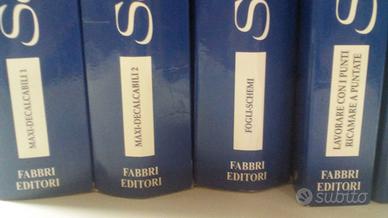 MAXI-DECALCABILI 1
FABBRI
EDITORI
MAXI-DECALCABILI 2
FABBRI
EDITORI
FOGLI-SCHEMI
FABBRI
EDITORI
LAVORARE CON I PUNTI
RICAMARE A PUNTATE
FABBRI
EDITORI
subito